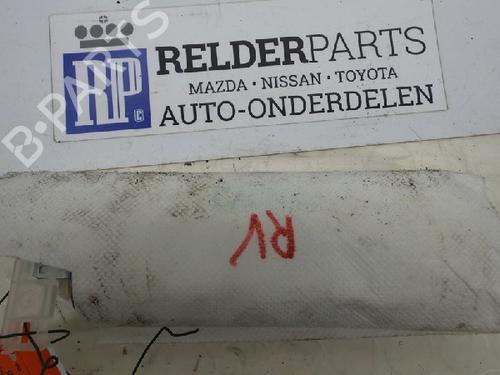 RELDERPARTS
MAZDA · NISSAN · TOYOTA
AUTO-ONDERDELEN
RP
©
B-PARTS
RV